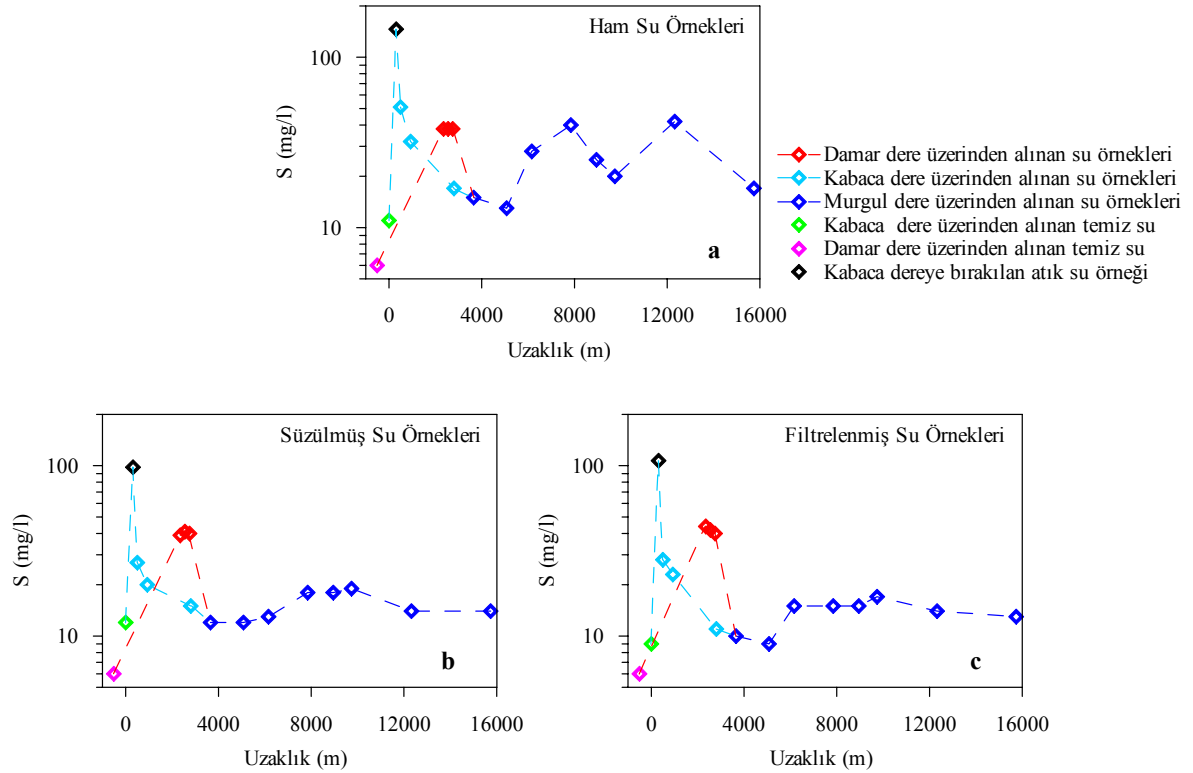 Ham Su Örnekleri
100
10
S (mg/l)
a
0 4000 8000 12000 16000
Uzaklık (m)
Damar dere üzerinden alınan su örnekleri
Kabaca dere üzerinden alınan su örnekleri
Murgul dere üzerinden alınan su örnekleri
Kabaca dere üzerinden alınan temiz su
Damar dere üzerinden alınan temiz su
Kabaca dereye bırakılan atık su örneği
Süzülmüş Su Örnekleri
100
10
S (mg/l)
b
0 4000 8000 12000 16000
Uzaklık (m)
Filtrelenmiş Su Örnekleri
100
10
S (mg/l)
c
0 4000 8000 12000 16000
Uzaklık (m)